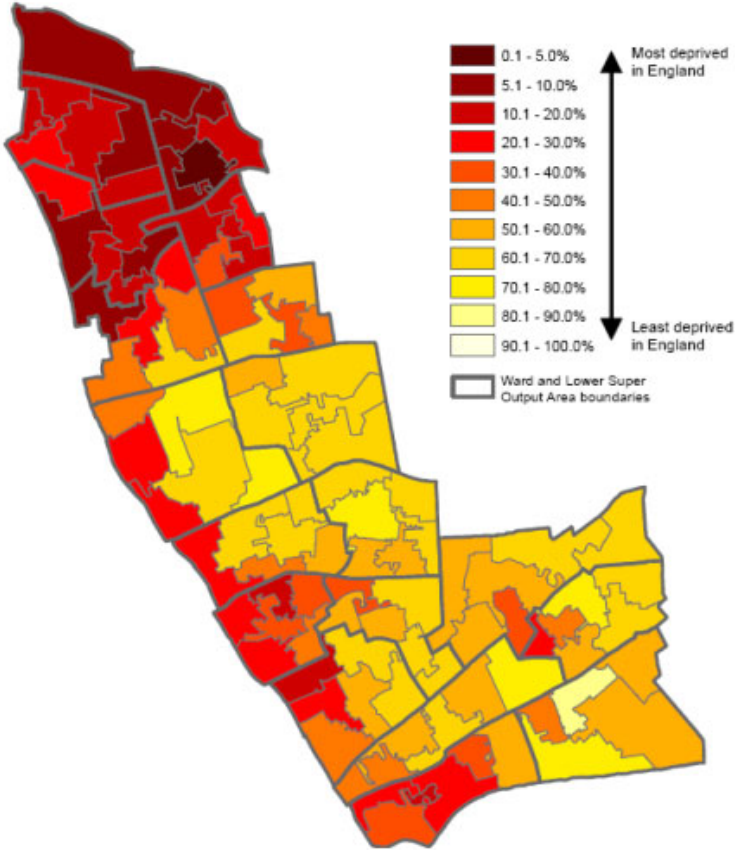 0.1 - 5.0%
5.1 - 10.0%
10.1 - 20.0%
20.1 - 30.0%
30.1 - 40.0%
40.1 - 50.0%
50.1 - 60.0%
60.1 - 70.0%
70.1 - 80.0%
80.1 - 90.0%
90.1 - 100.0%
Most deprived
in England
Least deprived
in England
Ward and Lower Super
Output Area boundaries